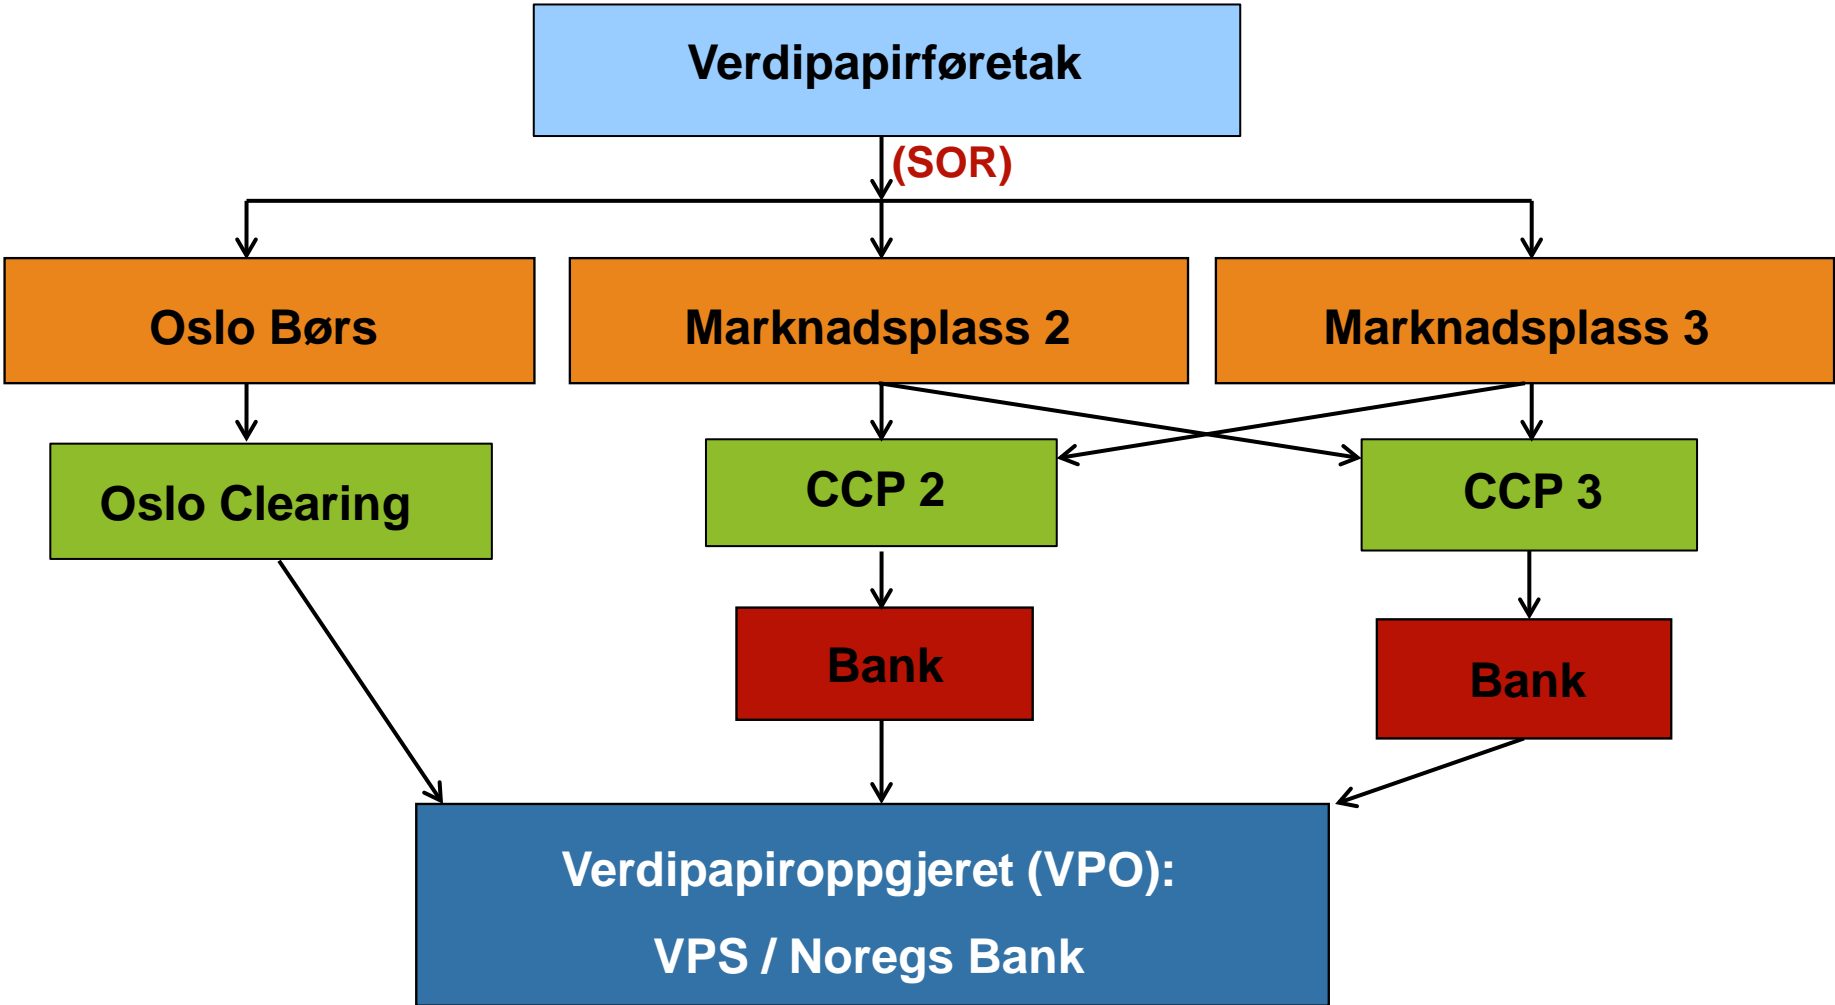 Verdipapirføretak
(SOR)
Oslo Børs
Marknadsplass 2
Marknadsplass 3
Oslo Clearing
CCP 2
CCP 3
Bank
Bank
Verdipapiroppgjeret (VPO):
VPS / Noregs Bank